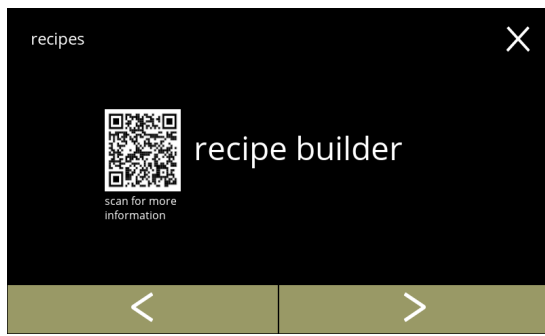 recipes
recipe builder
scan for more
information